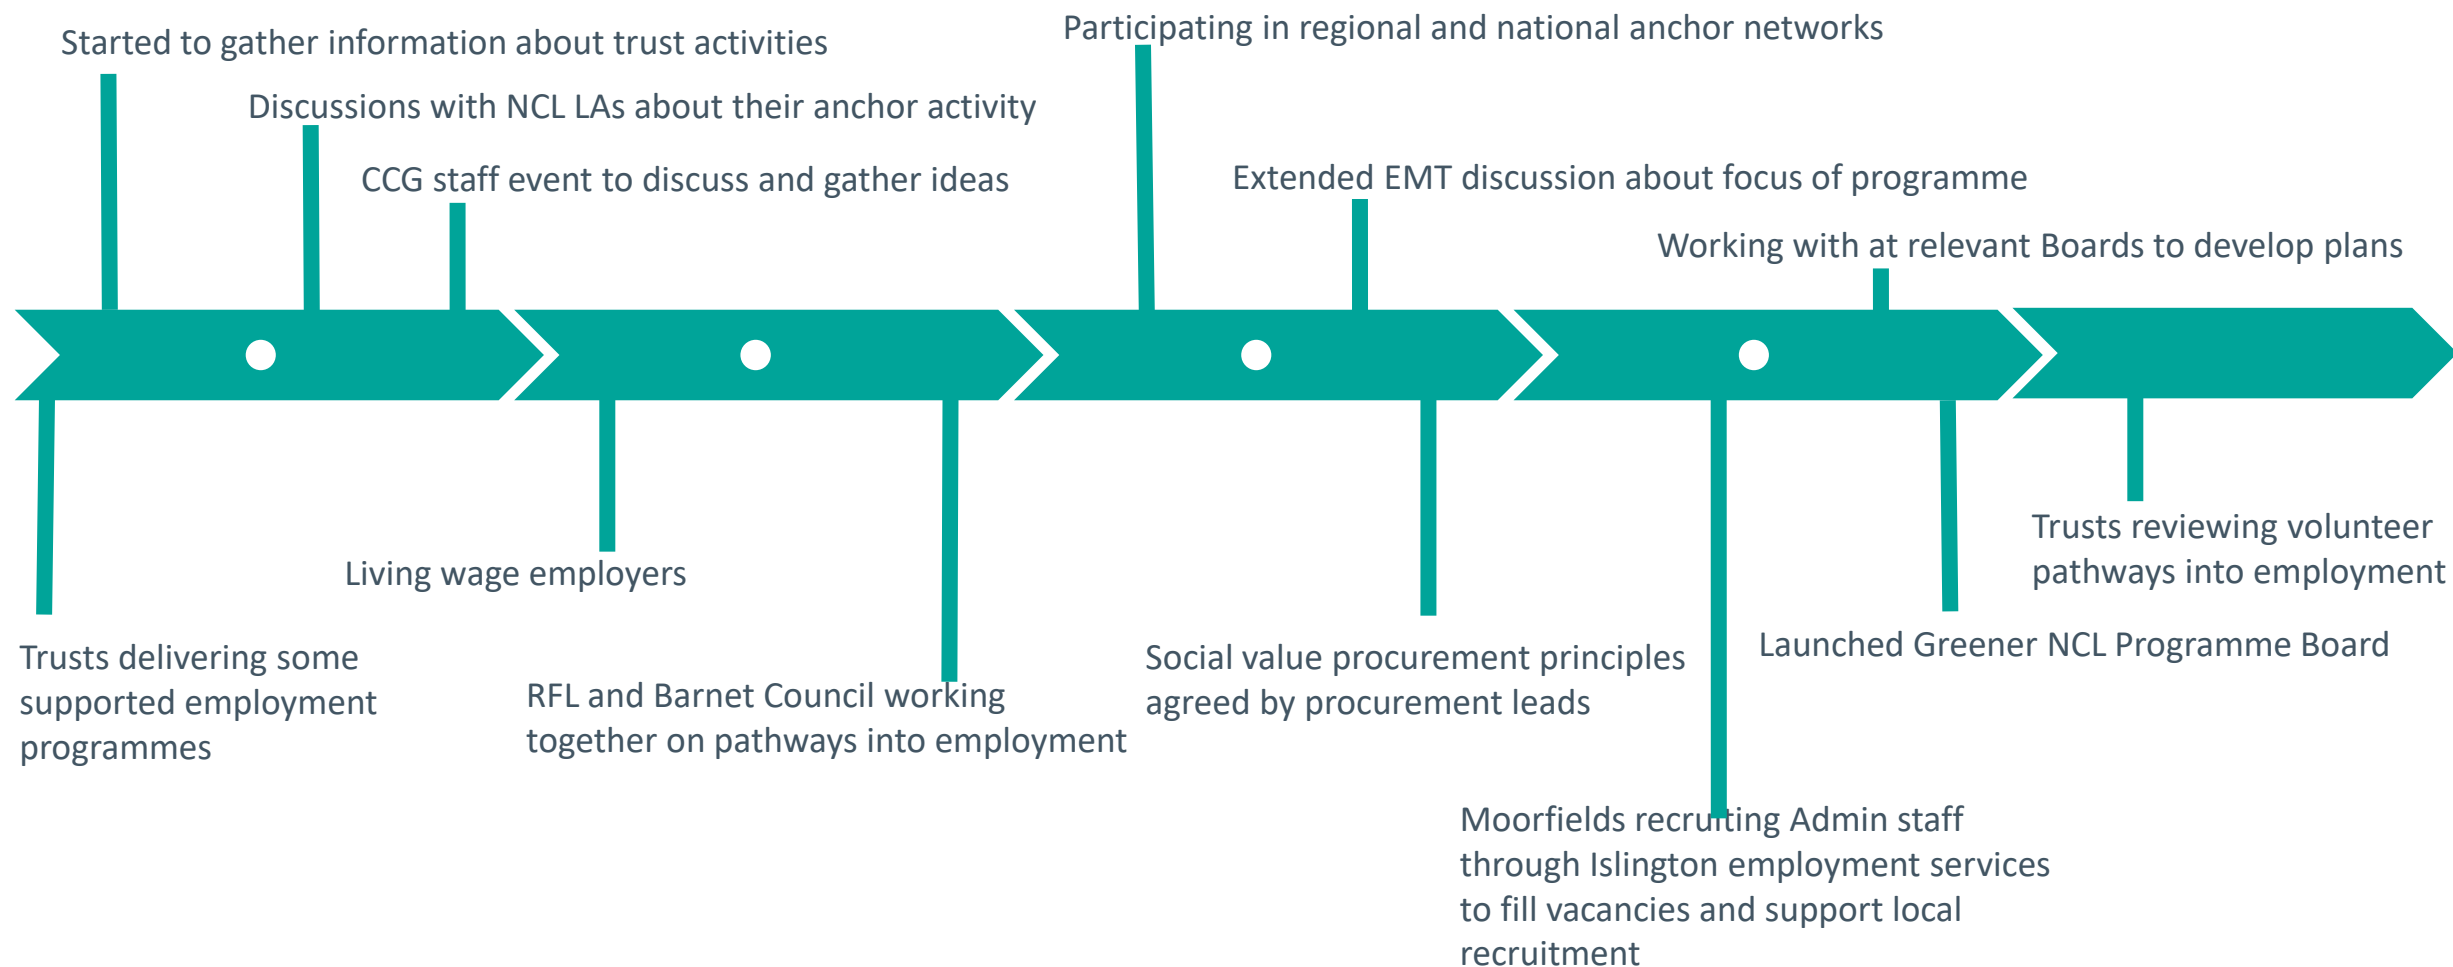 Started to gather information about trust activities
Participating in regional and national anchor networks
Discussions with NCL LAs about their anchor activity
CCG staff event to discuss and gather ideas
Extended EMT discussion about focus of programme
Working with at relevant Boards to develop plans
Trusts delivering some
supported employment
programmes
Living wage employers
RFL and Barnet Council working
together on pathways into employment
Social value procurement principles
agreed by procurement leads
Moorfields recruiting Admin staff
through Islington employment services
to fill vacancies and support local
recruitment
Launched Greener NCL Programme Board
Trusts reviewing volunteer
pathways into employment